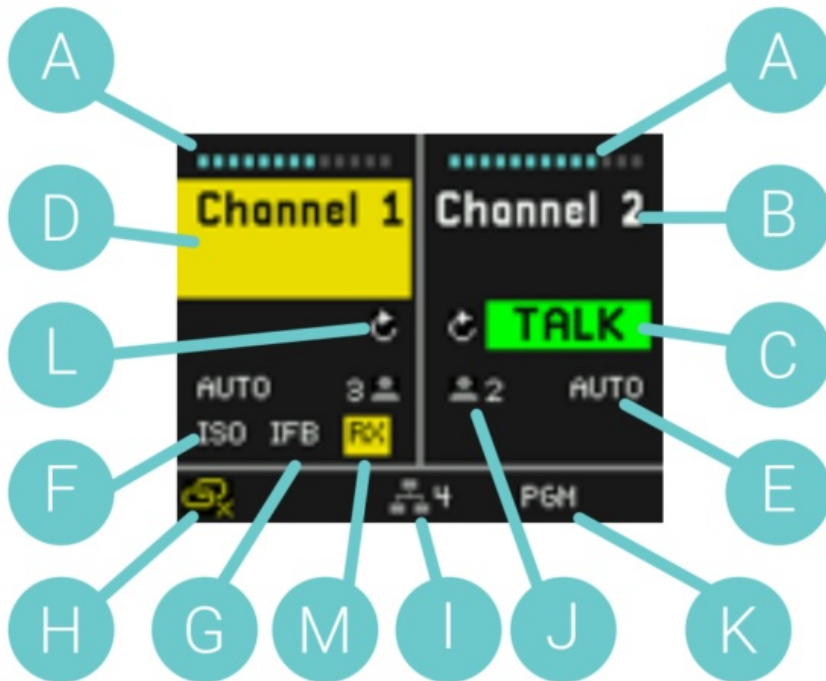 A A
Channel 1 Channel 2
D B
TALK
L C
AUTO 3 2 AUTO
ISO IFB RX
F E
4 PGM
H G M I J K